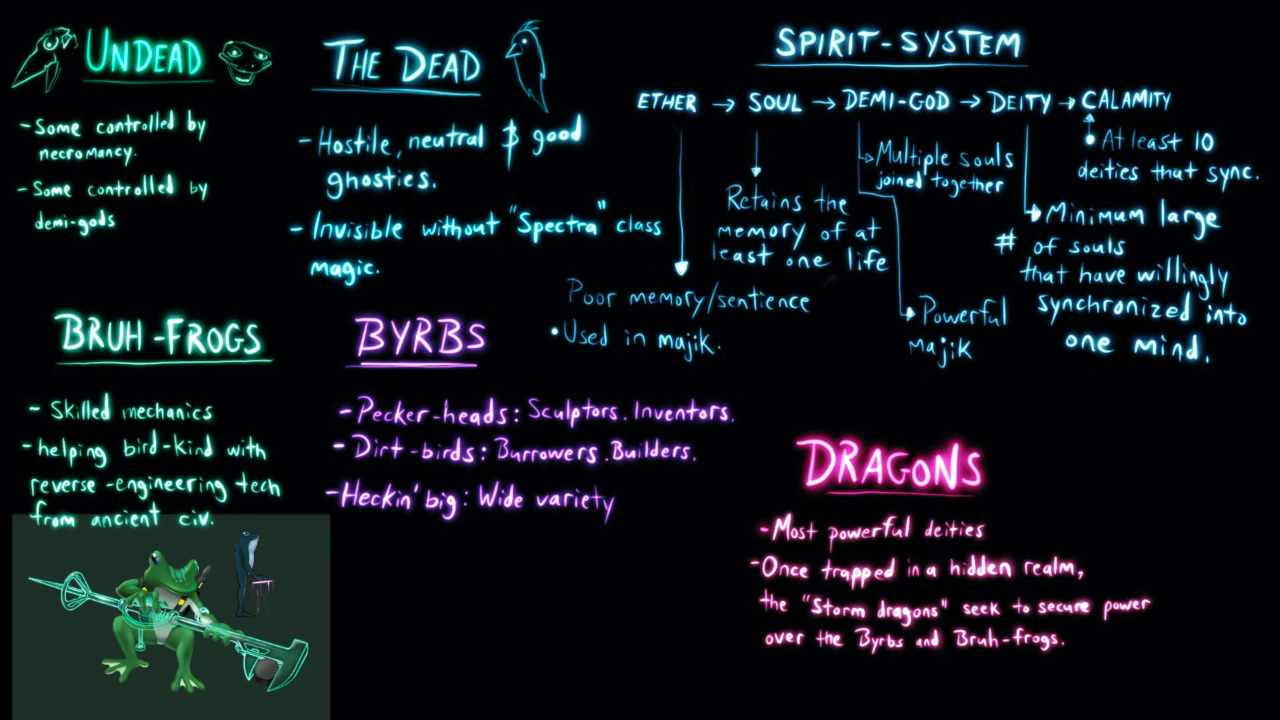 UNDEAD
- Some controlled by
necromancy.
- Some controlled by
demi-gods
THE DEAD
- Hostile, neutral & good
ghosties.
- Invisible without "Spectra" class
magic.
SPIRIT-SYSTEM
ETHER → SOUL → DEMI-GOD → DEITY → CALAMITY
Poor memory/sentience
• Used in majik.
Retains the
memory of at
least one life
Multiple souls
joined together
Powerful
majik
Minimum large
# of souls
that have willingly
synchronized into
one mind.
• At least 10
deities that sync.
BRUH-FROGS
- Skilled mechanics
- helping bird-kind with
reverse-engineering tech
from ancient civ.
BYRBS
- Pecker-heads: Sculptors. Inventors.
- Dirt-birds: Burrowers. Builders.
- Heckin' big: Wide variety
DRAGONS
- Most powerful deities
- Once trapped in a hidden realm,
the "Storm dragons" seek to secure power
over the Byrbs and Bruh-frogs.